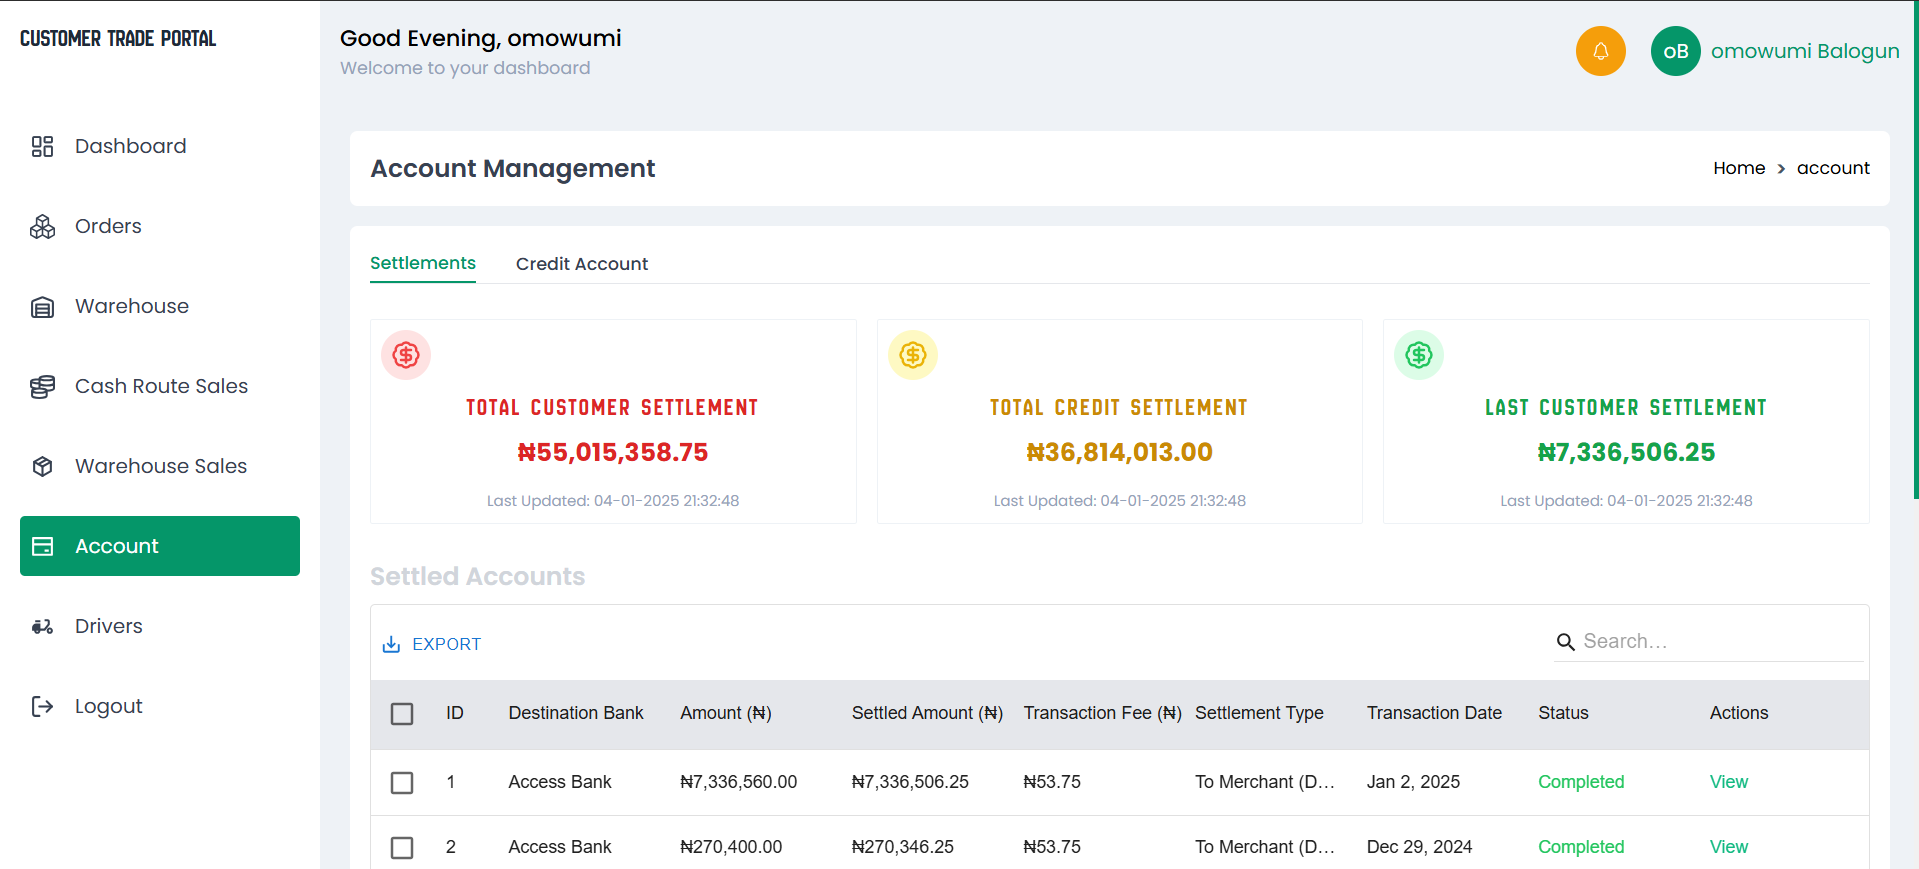 CUSTOMER TRADE PORTAL
Good Evening, omowumi
Welcome to your dashboard
oB
omowumi Balogun
Dashboard
Orders
Warehouse
Cash Route Sales
Warehouse Sales
Account
Drivers
Logout
Account Management
Home > account
Settlements
Credit Account
TOTAL CUSTOMER SETTLEMENT
₦55,015,358.75
Last Updated: 04-01-2025 21:32:48
TOTAL CREDIT SETTLEMENT
₦36,814,013.00
Last Updated: 04-01-2025 21:32:48
LAST CUSTOMER SETTLEMENT
₦7,336,506.25
Last Updated: 04-01-2025 21:32:48
Settled Accounts
EXPORT
Search…
ID Destination Bank Amount (₦) Settled Amount (₦) Transaction Fee (₦) Settlement Type Transaction Date Status Actions
1 Access Bank ₦7,336,560.00 ₦7,336,506.25 ₦53.75 To Merchant (D… Jan 2, 2025 Completed View
2 Access Bank ₦270,400.00 ₦270,346.25 ₦53.75 To Merchant (D… Dec 29, 2024 Completed View